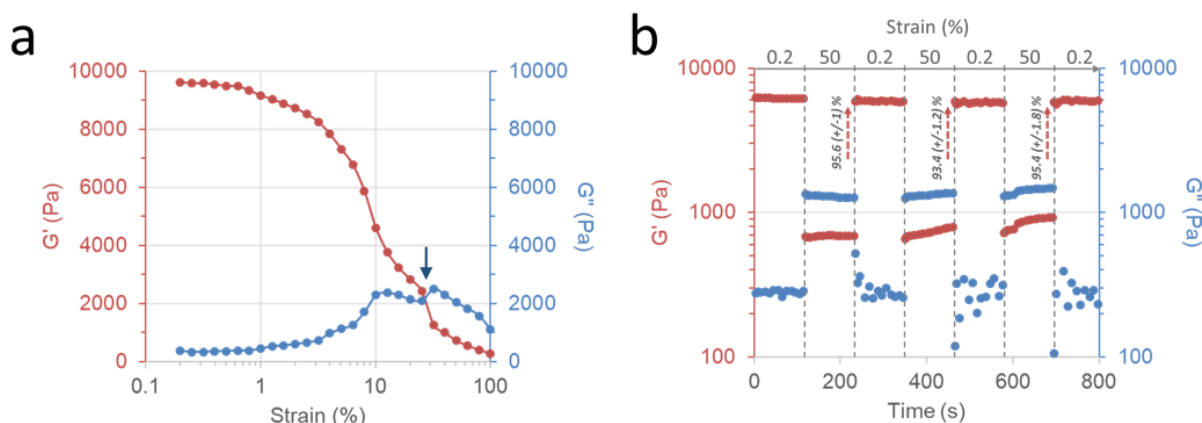 a
10000
8000
6000
4000
2000
0
G' (Pa)
10000
8000
6000
4000
2000
0
G" (Pa)
0.1
1
10
100
Strain (%)
b
Strain (%)
0.2
50
0.2
50
0.2
50
0.2
10000
1000
100
G' (Pa)
95.6 (+/-1) %
93.4 (+/-1.2) %
95.4 (+/-1.8) %
10000
1000
100
G" (Pa)
0
200
400
600
800
Time (s)